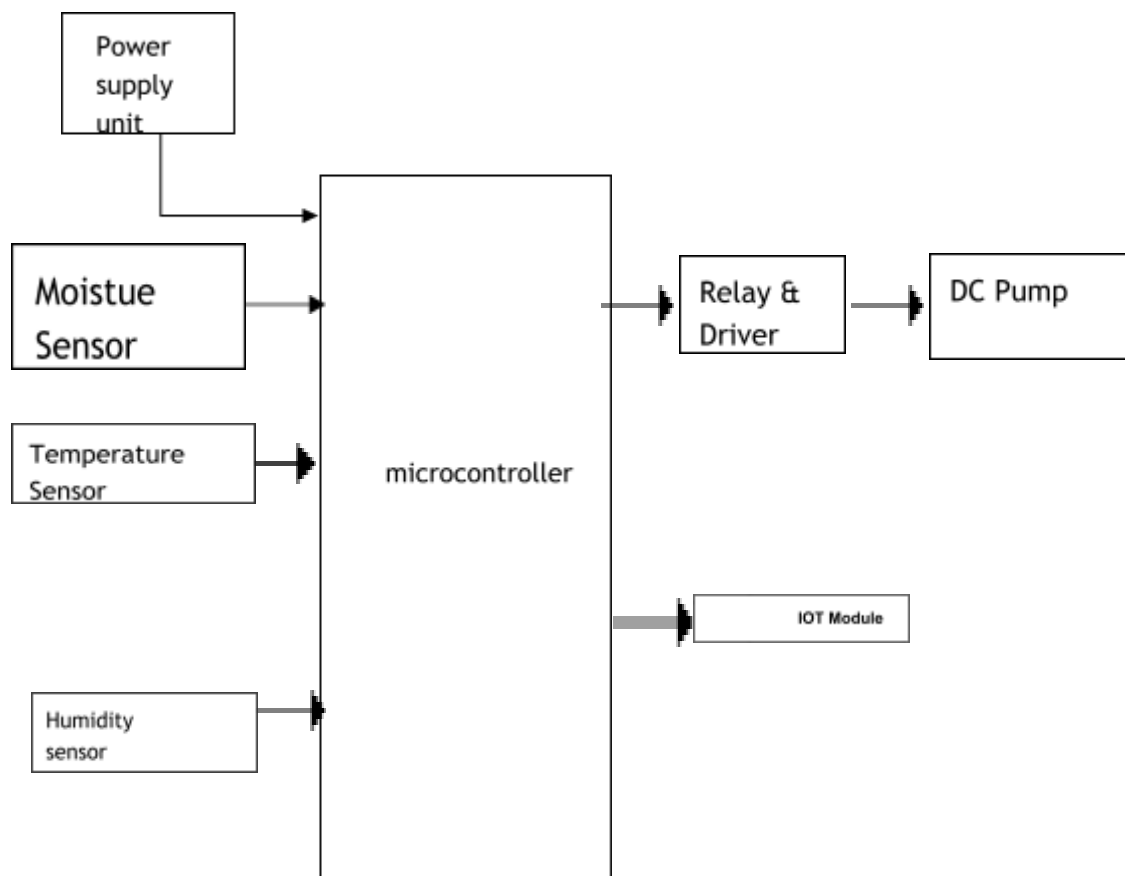 Power
supply
unit
Moistue
Sensor
Relay &
Driver
DC Pump
Temperature
Sensor
microcontroller
IOT Module
Humidity
sensor